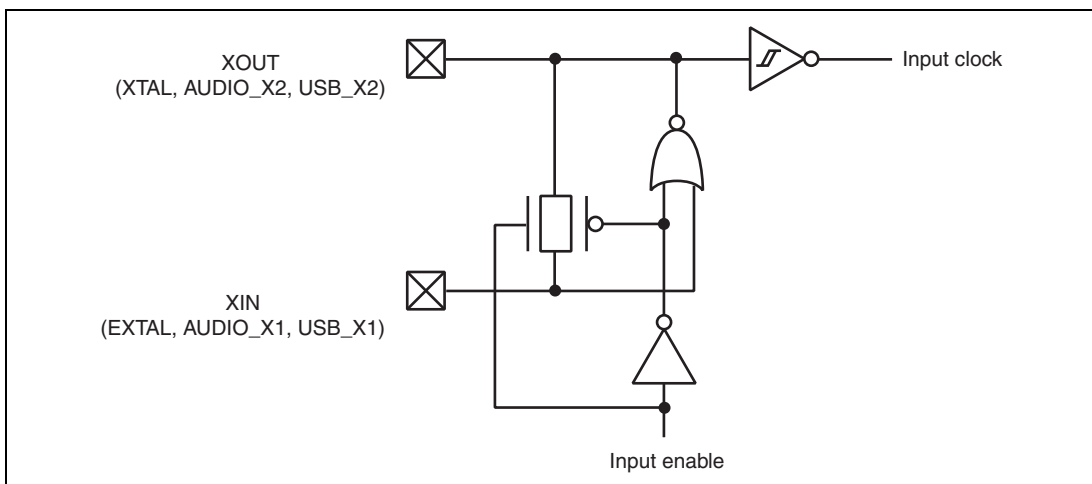 XOUT
(XTAL, AUDIO_X2, USB_X2)
Input clock
XIN
(EXTAL, AUDIO_X1, USB_X1)
Input enable